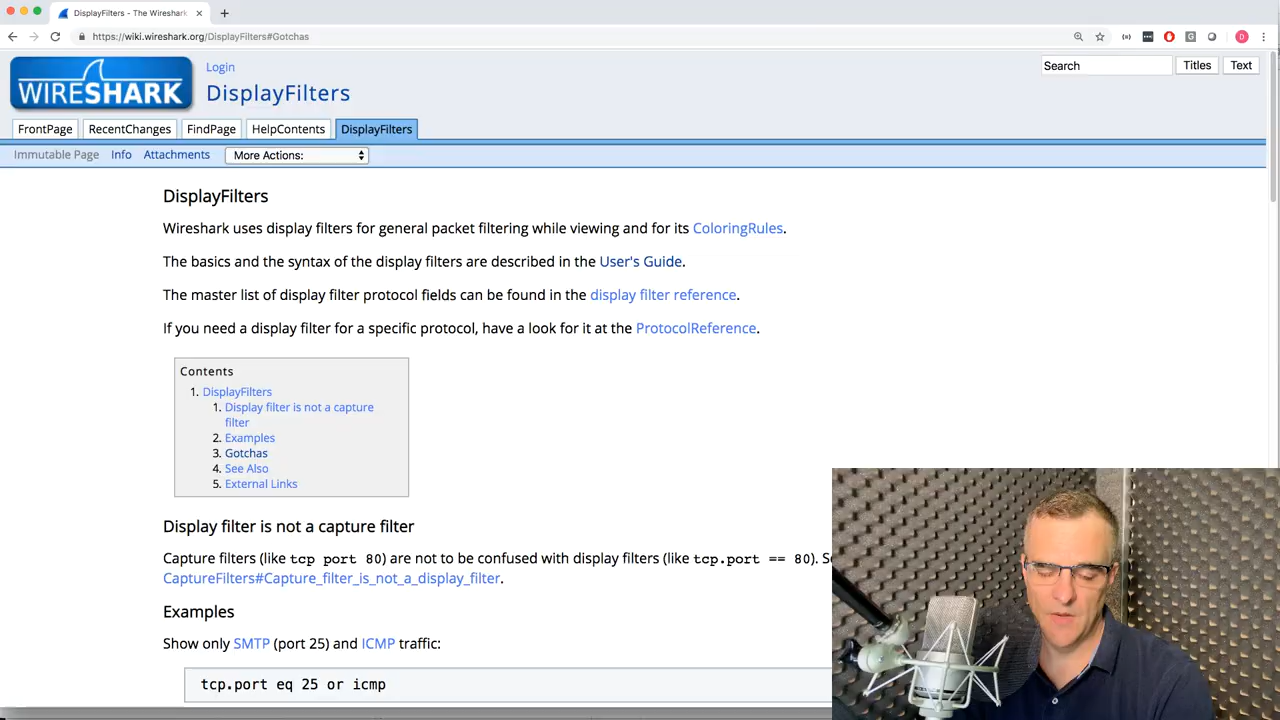 DisplayFilters - The Wireshark
https://wiki.wireshark.org/DisplayFilters#Gotchas
WIRESHARK
Login
DisplayFilters
Search
Titles
Text
FrontPage
RecentChanges
FindPage
HelpContents
DisplayFilters
Immutable Page
Info
Attachments
More Actions:
DisplayFilters
Wireshark uses display filters for general packet filtering while viewing and for its ColoringRules.
The basics and the syntax of the display filters are described in the User's Guide.
The master list of display filter protocol fields can be found in the display filter reference.
If you need a display filter for a specific protocol, have a look for it at the ProtocolReference.
Contents
1. DisplayFilters
1. Display filter is not a capture
filter
2. Examples
3. Gotchas
4. See Also
5. External Links
Display filter is not a capture filter
Capture filters (like tcp port 80) are not to be confused with display filters (like tcp.port == 80).
CaptureFilters#Capture_filter_is_not_a_display_filter.
Examples
Show only SMTP (port 25) and ICMP traffic:
tcp.port eq 25 or icmp